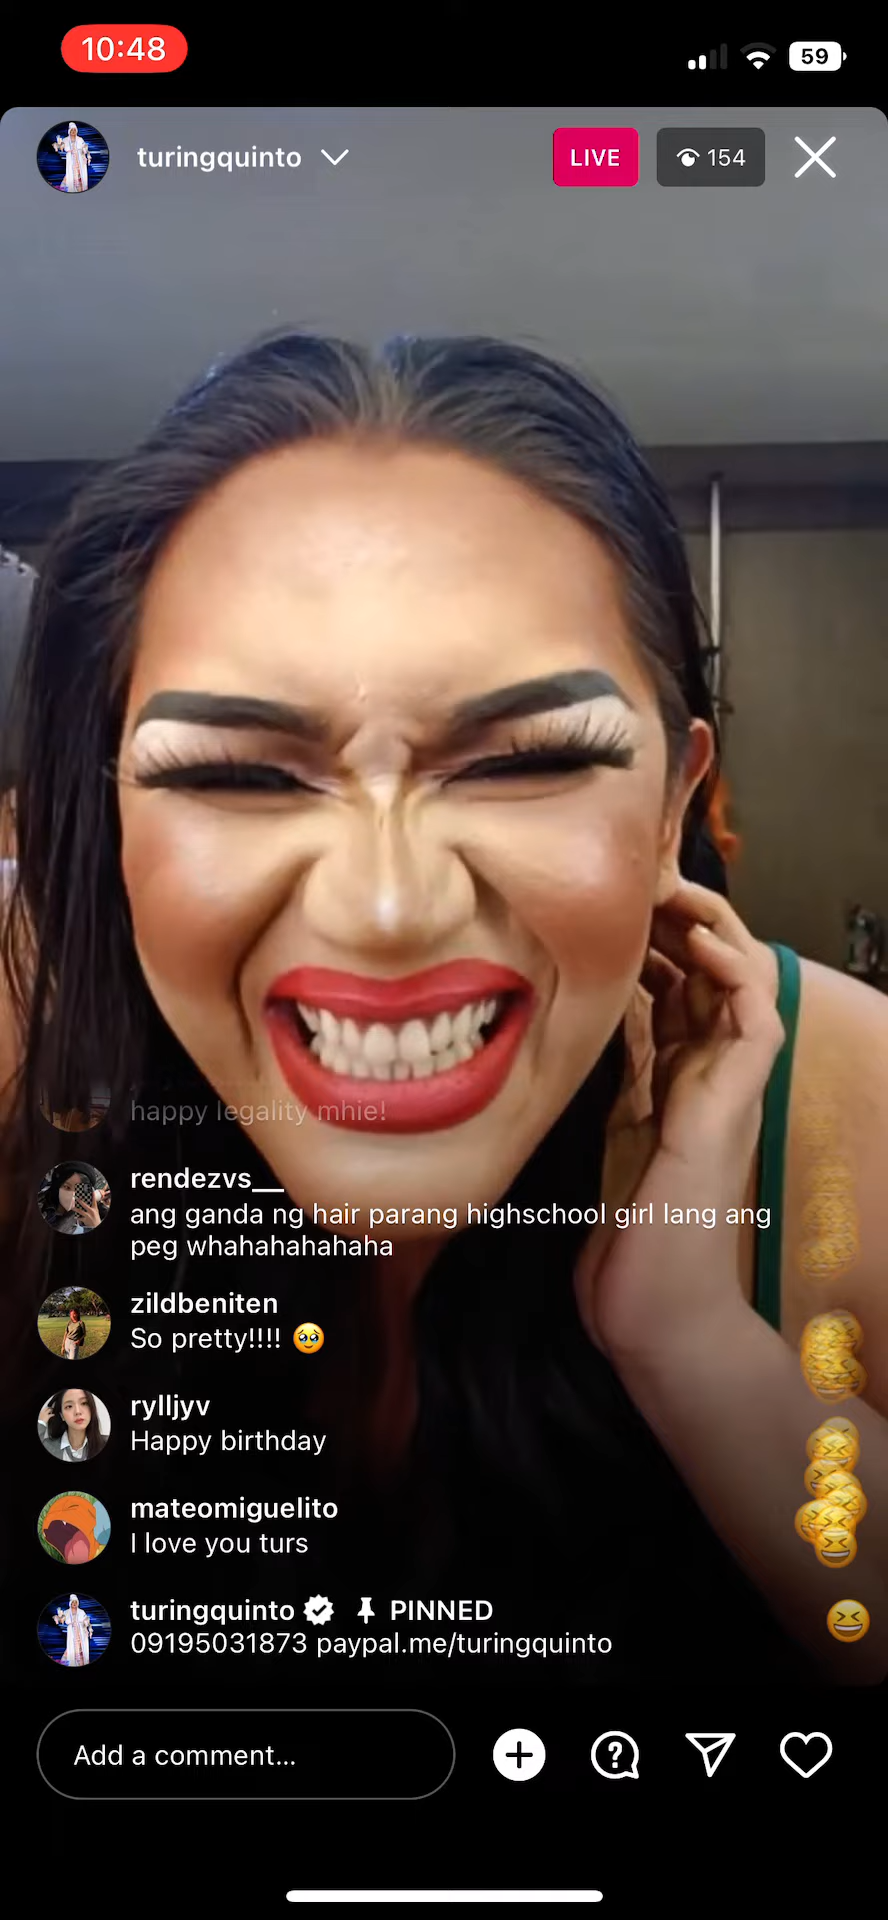 10:48
59
turingquinto
LIVE
154
happy legality mhie!
rendezvs__
ang ganda ng hair parang highschool girl lang ang
peg whahahahahaha
zildbeniten
So pretty!!!! 🥹
rylljyv
Happy birthday
mateomiguelito
I love you turs
turingquinto PINNED
09195031873 paypal.me/turingquinto
Add a comment...